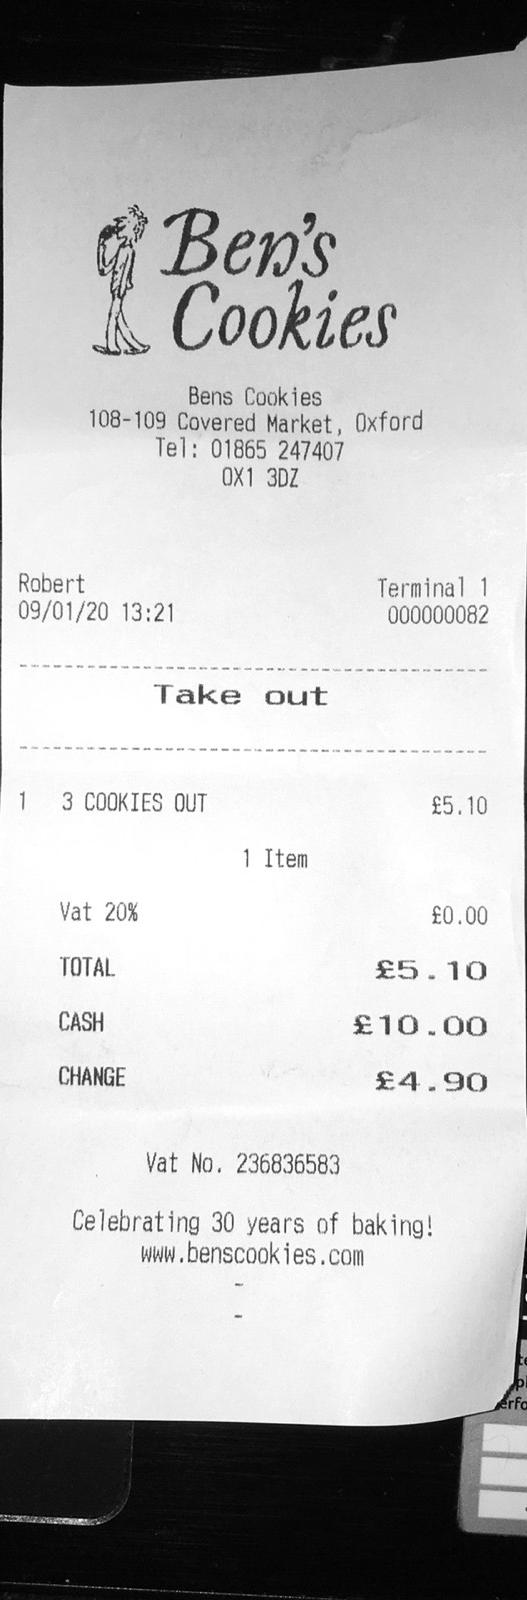 Ben's
Cookies
Bens Cookies
108-109 Covered Market, Oxford
Tel: 01865 247407
OX1 3DZ
Robert Terminal 1
09/01/20 13:21 000000082
Take out
1 3 COOKIES OUT £5.10
1 Item
Vat 20% £0.00
TOTAL £5.10
CASH £10.00
CHANGE £4.90
Vat No. 236836583
Celebrating 30 years of baking!
www.benscookies.com
-
-